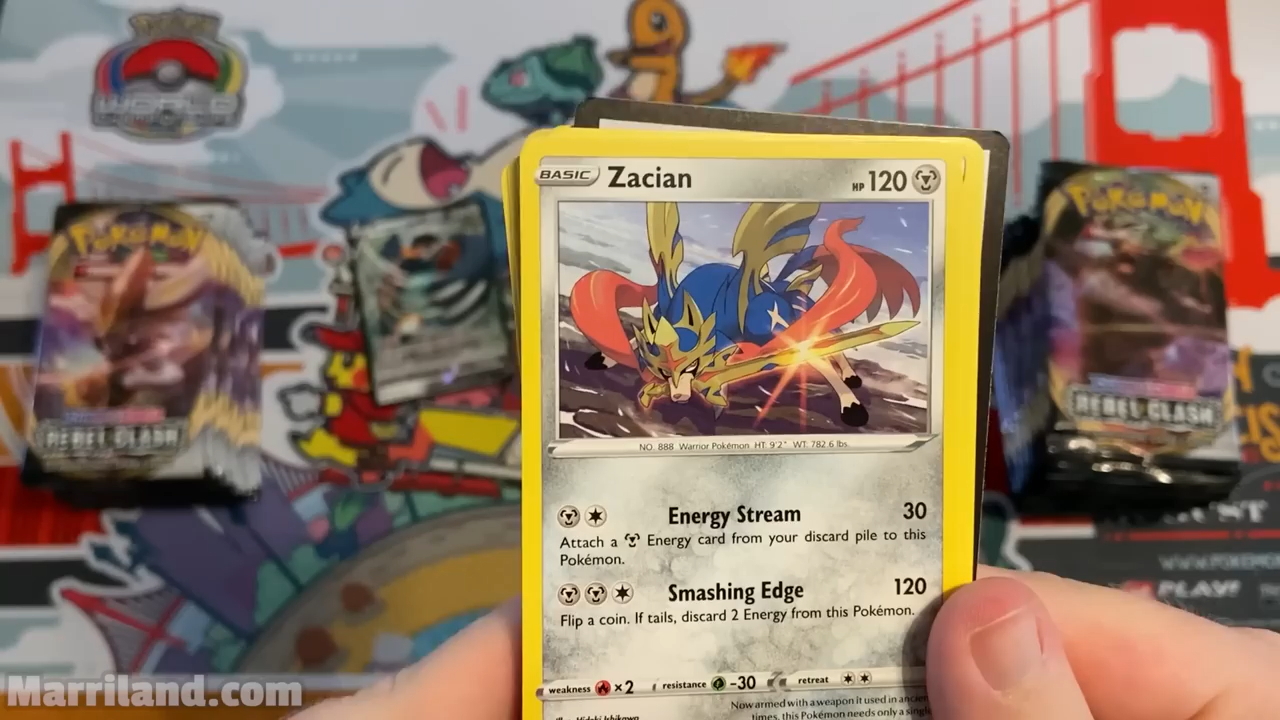 WORLD
POKéMON
REBEL CLASH
BASIC Zacian HP 120
NO. 888 Warrior Pokémon HT: 9'2" WT: 782.6 lbs.
Energy Stream 30
Attach a Energy card from your discard pile to this
Pokémon.
Smashing Edge 120
Flip a coin. If tails, discard 2 Energy from this Pokémon.
weakness ×2 resistance -30 retreat
Now armed with a weapon it used in ancien
times, this Pokémon needs only a single
POKéMON
REBEL CLASH
PLAY!
Marriland.com